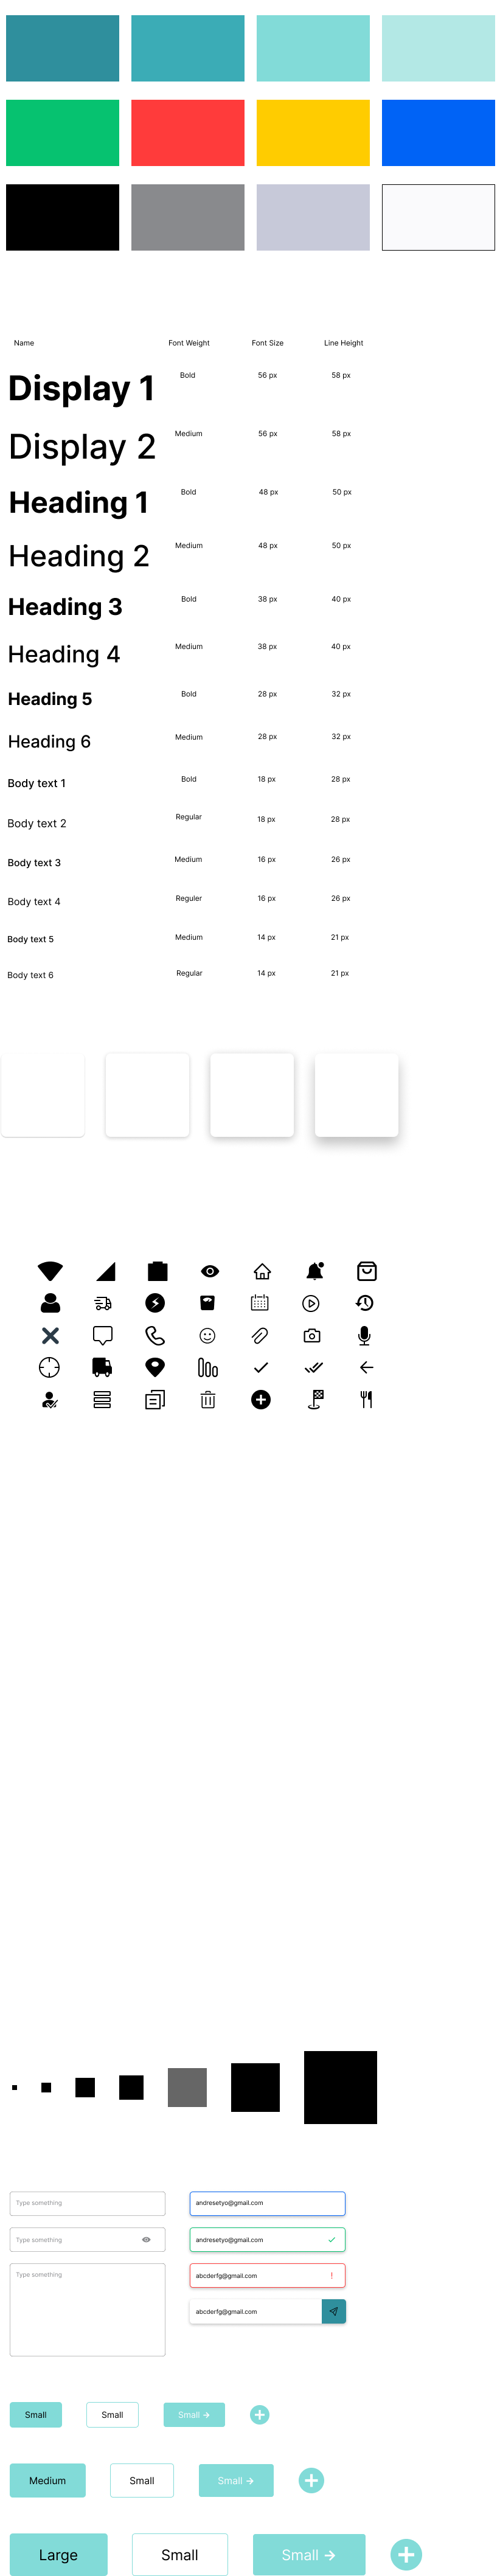 Name Font Weight Font Size Line Height
Display 1 Bold 56 px 58 px
Display 2 Medium 56 px 58 px
Heading 1 Bold 48 px 50 px
Heading 2 Medium 48 px 50 px
Heading 3 Bold 38 px 40 px
Heading 4 Medium 38 px 40 px
Heading 5 Bold 28 px 32 px
Heading 6 Medium 28 px 32 px
Body text 1 Bold 18 px 28 px
Body text 2 Regular 18 px 28 px
Body text 3 Medium 16 px 26 px
Body text 4 Reguler 16 px 26 px
Body text 5 Medium 14 px 21 px
Body text 6 Regular 14 px 21 px
Type something andresetyo@gmail.com
Type something andresetyo@gmail.com
Type something abcderfg@gmail.com
abcderfg@gmail.com
Small Small Small
Medium Small Small
Large Small Small